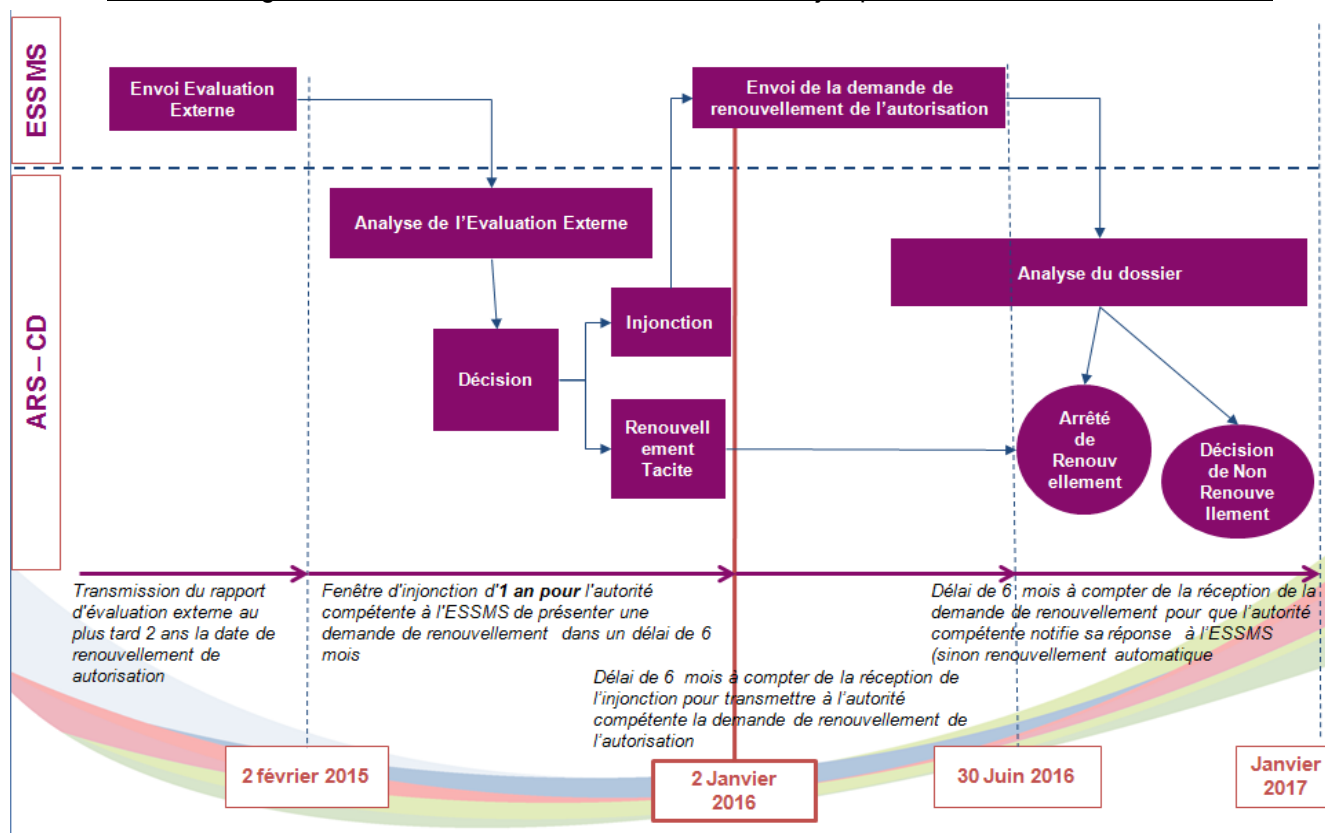 ESS MS
Envoi Evaluation
Externe
Envoi de la demande de
renouvellement de l'autorisation
ARS – CD
Analyse de l'Evaluation Externe
Analyse du dossier
Injonction
Décision
Renouvell
ement
Tacite
Arrêté
de
Renouv
ellement
Décision
de Non
Renouve
llement
Transmission du rapport
d'évaluation externe au
plus tard 2 ans la date de
renouvellement de
autorisation
Fenêtre d'injonction d'1 an pour l'autorité
compétente à l'ESSMS de présenter une
demande de renouvellement dans un délai de 6
mois
Délai de 6 mois à compter de la réception de
l'injonction pour transmettre à l'autorité
compétente la demande de renouvellement de
l'autorisation
Délai de 6 mois à compter de la réception de la
demande de renouvellement pour que l'autorité
compétente notifie sa réponse à l'ESSMS
(sinon renouvellement automatique
2 février 2015
2 Janvier
2016
30 Juin 2016
Janvier
2017